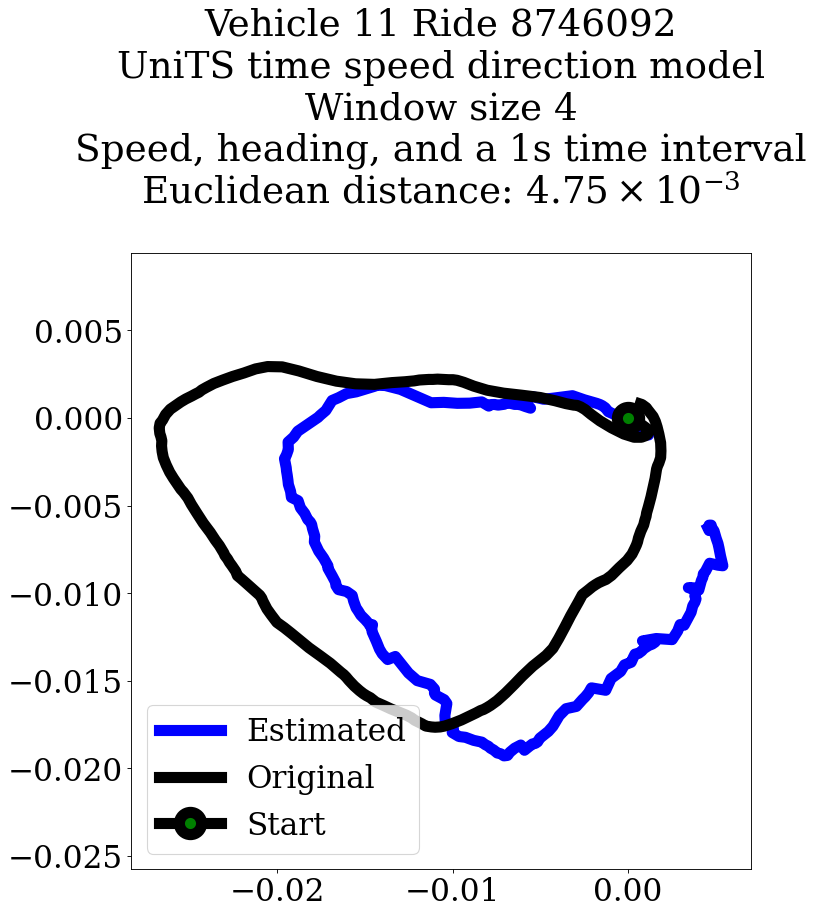 Vehicle 11 Ride 8746092
UniTS time speed direction model
Window size 4
Speed, heading, and a 1s time interval
Euclidean distance: 4.75 × 10⁻³
0.005
0.000
−0.005
−0.010
−0.015
−0.020
−0.025
Estimated
Original
Start
−0.02 −0.01 0.00